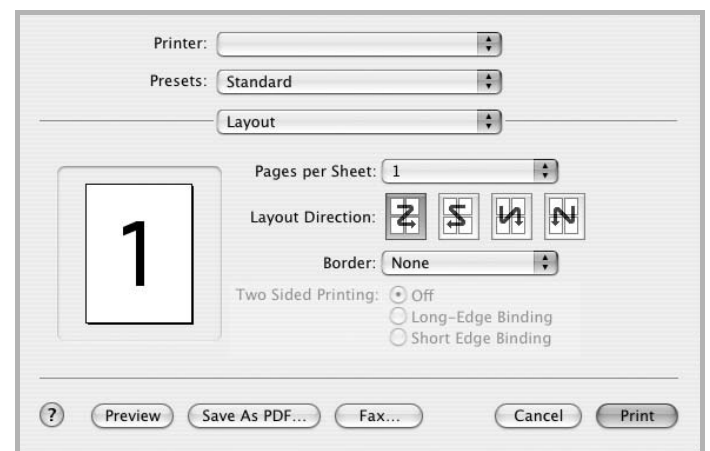 Printer:
Presets: Standard
Layout
Pages per Sheet: 1
Layout Direction:
1
Border: None
Two Sided Printing: Off
Long-Edge Binding
Short Edge Binding
? Preview Save As PDF... Fax... Cancel Print